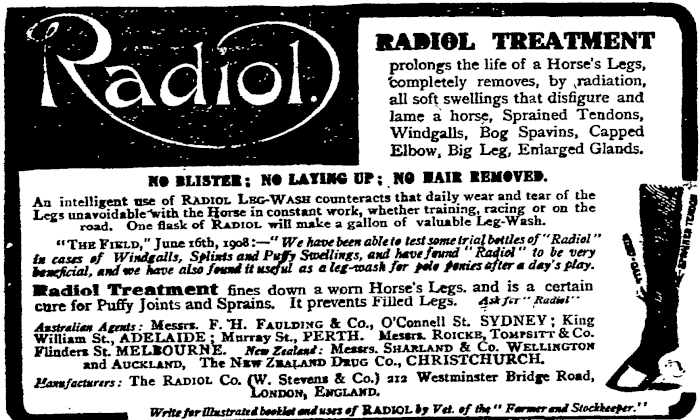 Radiol.
RADIOL TREATMENT
prolongs the life of a Horse's Legs,
completely removes, by radiation,
all soft swellings that disfigure and
lame a horse, Sprained Tendons,
Windgalls, Bog Spavins, Capped
Elbow, Big Leg, Enlarged Glands.
NO BLISTER; NO LAYING UP; NO HAIR REMOVED.
An intelligent use of RADIOL LEG-WASH counteracts that daily wear and tear of the
Legs unavoidable with the Horse in constant work, whether training, racing or on the
road. One flask of RADIOL will make a gallon of valuable Leg-Wash.
"THE FIELD," June 16th, 1908:—"We have been able to test some trial bottles of "Radiol"
in cases of Windgalls, Splints and Puffy Swellings, and have found "Radiol" to be very
beneficial, and we have also found it useful as a leg-wash for polo ponies after a day's play.
Radiol Treatment fines down a worn Horse's Legs. and is a certain
cure for Puffy Joints and Sprains. It prevents Filled Legs. Ask for "Radiol"
Australian Agents: Messrs. F. H. FAULDING & Co., O'Connell St. SYDNEY; King
William St., ADELAIDE; Murray St., PERTH. Messrs. ROICKE, TOMPSITT & Co.
Flinders St. MELBOURNE. New Zealand: Messrs. SHARLAND & Co. WELLINGTON
and AUCKLAND, The NEW ZEALAND DRUG Co., CHRISTCHURCH.
Manufacturers: The RADIOL Co. (W. Stevens & Co.) 212 Westminster Bridge Road,
LONDON, ENGLAND.
Write for illustrated booklet and uses of RADIOL by Vet. of the "Farmer and Stockkeeper."
WIND-GALL
SPRAINED TENDON